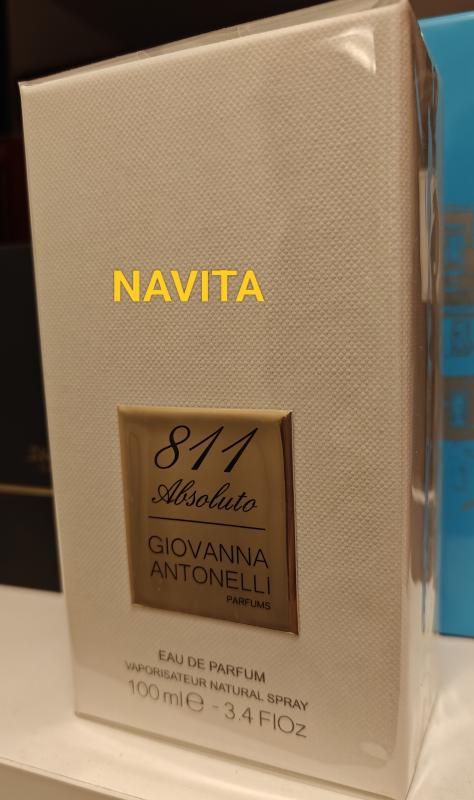 NAVITA
811
Absoluto
GIOVANNA
ANTONELLI
PARFUMS
EAU DE PARFUM
VAPORISATEUR NATURAL SPRAY
100 ml℮ - 3.4 FlOz